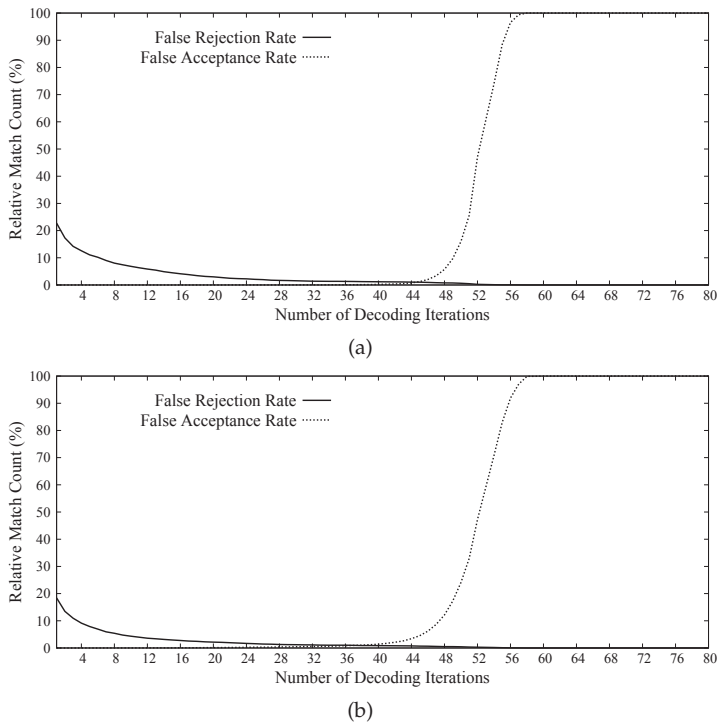 100
90
80
70
60
50
40
30
20
10
0
Relative Match Count (%)
False Rejection Rate
False Acceptance Rate
4 8 12 16 20 24 28 32 36 40 44 48 52 56 60 64 68 72 76 80
Number of Decoding Iterations
(a)
100
90
80
70
60
50
40
30
20
10
0
Relative Match Count (%)
False Rejection Rate
False Acceptance Rate
4 8 12 16 20 24 28 32 36 40 44 48 52 56 60 64 68 72 76 80
Number of Decoding Iterations
(b)